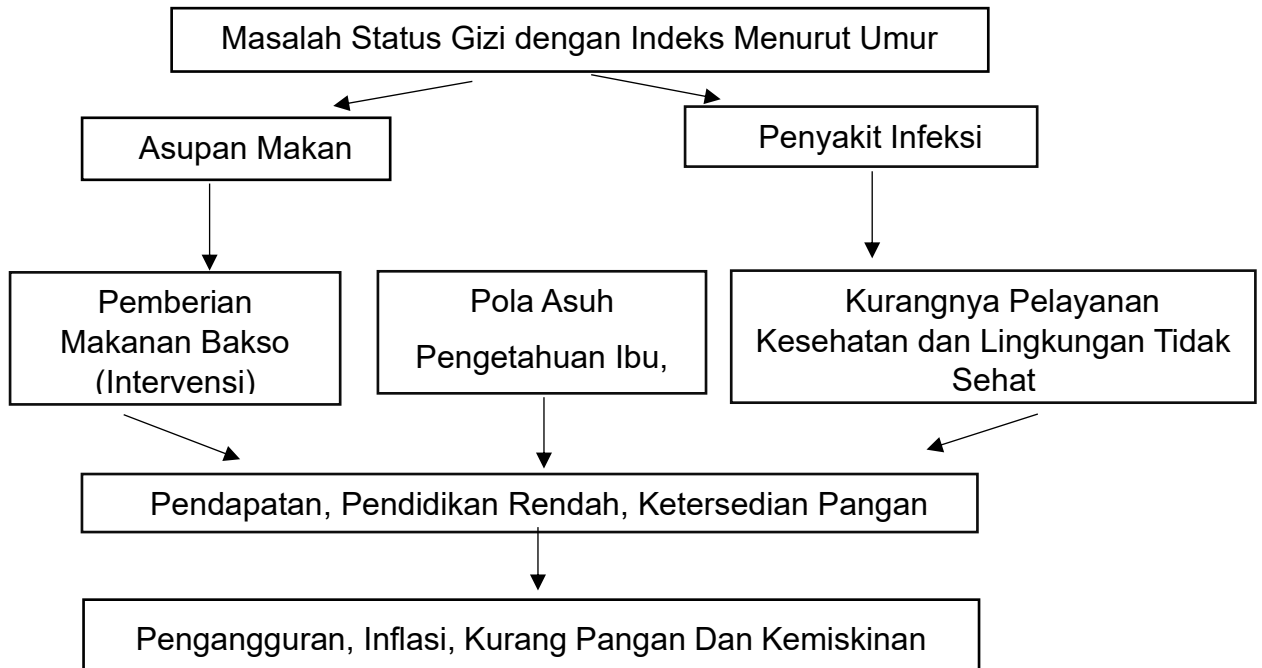 Masalah Status Gizi dengan Indeks Menurut Umur
Asupan Makan
Penyakit Infeksi
Pemberian
Makanan Bakso
(Intervensi)
Pola Asuh
Pengetahuan Ibu,
Kurangnya Pelayanan
Kesehatan dan Lingkungan Tidak
Sehat
Pendapatan, Pendidikan Rendah, Ketersedian Pangan
Pengangguran, Inflasi, Kurang Pangan Dan Kemiskinan